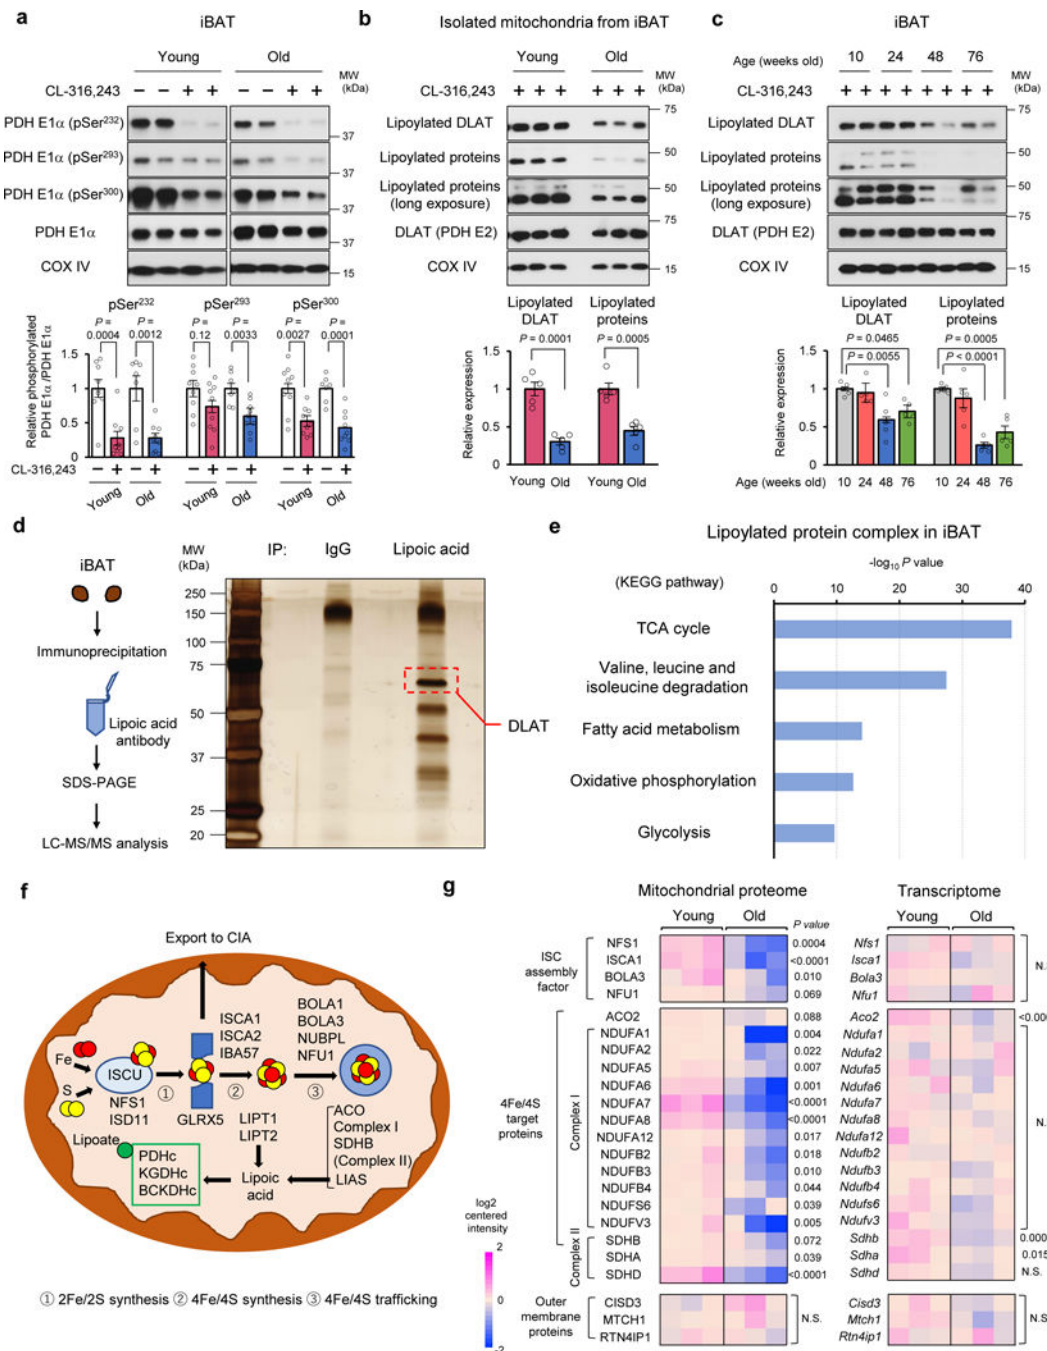 a
iBAT
Young
Old
MW
(kDa)
CL-316,243
− − + + − − + +
PDH E1α (pSer232)
37
PDH E1α (pSer293)
37
PDH E1α (pSer300)
37
PDH E1α
37
COX IV
15
pSer232
pSer293
pSer300
P =
0.0004
P =
0.0012
P =
0.12
P =
0.0033
P =
0.0027
P =
0.0001
Relative phosphorylated
PDH E1α /PDH E1α
1.5
1
0.5
0
CL-316,243
− + − + − + − + − + − +
Young
Old
Young
Old
Young
Old
b
Isolated mitochondria from iBAT
Young
Old
MW
(kDa)
CL-316,243
+ + + + + +
75
Lipoylated DLAT
Lipoylated proteins
50
Lipoylated proteins
(long exposure)
50
75
DLAT (PDH E2)
COX IV
15
Lipoylated
DLAT
Lipoylated
proteins
P = 0.0001
P = 0.0005
Relative expression
1.5
1
0.5
0
Young Old
Young Old
c
iBAT
Age (weeks old)
10 24 48 76
MW
(kDa)
CL-316,243
+ + + + + + + +
75
Lipoylated DLAT
Lipoylated proteins
50
Lipoylated proteins
(long exposure)
50
75
DLAT (PDH E2)
COX IV
15
Lipoylated
DLAT
Lipoylated
proteins
P = 0.0465
P = 0.0055
P = 0.0005
P < 0.0001
Relative expression
1.5
1
0.5
0
Age (weeks old)
10 24 48 76
10 24 48 76
d
iBAT
Immunoprecipitation
Lipoic acid
antibody
SDS-PAGE
LC-MS/MS analysis
MW
(kDa)
IP:
IgG
Lipoic acid
250
150
75
50
37
25
20
DLAT
e
Lipoylated protein complex in iBAT
-log10 P value
(KEGG pathway)
0 10 20 30 40
TCA cycle
Valine, leucine and
isoleucine degradation
Fatty acid metabolism
Oxidative phosphorylation
Glycolysis
f
Export to CIA
Fe
S
ISCU
NFS1
ISD11
①
GLRX5
ISCA1
ISCA2
IBA57
②
BOLA1
BOLA3
NUBPL
NFU1
③
LIPT1
LIPT2
ACO
Complex I
SDHB
(Complex II)
LIAS
Lipoate
PDHc
KGDHc
BCKDHc
Lipoic
acid
① 2Fe/2S synthesis ② 4Fe/4S synthesis ③ 4Fe/4S trafficking
g
Mitochondrial proteome
Transcriptome
Young
Old
P value
Young
Old
ISC
assembly
factor
NFS1
0.0004
Nfs1
ISCA1
<0.0001
Isca1
BOLA3
0.010
Bola3
NFU1
0.069
Nfu1
N.
4Fe/4S
target
proteins
Complex I
Complex II
ACO2
0.088
Aco2
<0.00
NDUFA1
0.004
Ndufa1
NDUFA2
0.022
Ndufa2
NDUFA5
0.007
Ndufa5
NDUFA6
0.001
Ndufa6
NDUFA7
<0.0001
Ndufa7
NDUFA8
<0.0001
Ndufa8
NDUFA12
0.017
Ndufa12
NDUFB2
0.018
Ndufb2
NDUFB3
0.010
Ndufb3
NDUFB4
0.044
Ndufb4
NDUFS6
0.039
Ndufs6
NDUFV3
0.005
Ndufv3
N.
SDHB
0.072
Sdhb
0.000
SDHA
0.039
Sdha
0.015
SDHD
<0.0001
Sdhd
N.S.
log2
centered
intensity
2
0
-2
Outer
membrane
proteins
CISD3
Cisd3
MTCH1
N.S.
Mtch1
N.S
RTN4IP1
Rtn4ip1